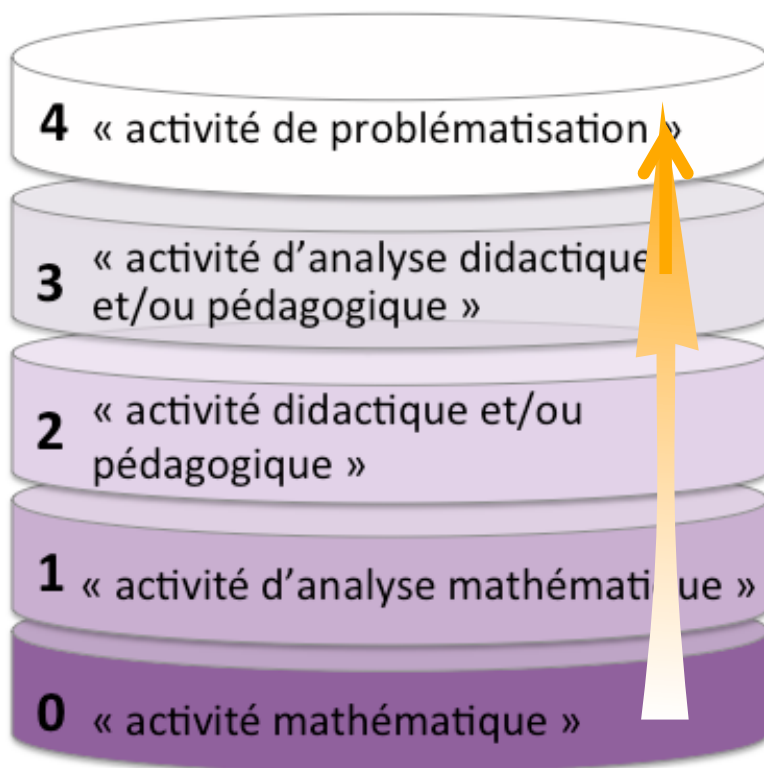 4 « activité de problématisation »
« activité d’analyse didactique
3 et/ou pédagogique »
« activité didactique et/ou
2 pédagogique »
1 « activité d’analyse mathématique »
0 « activité mathématique »